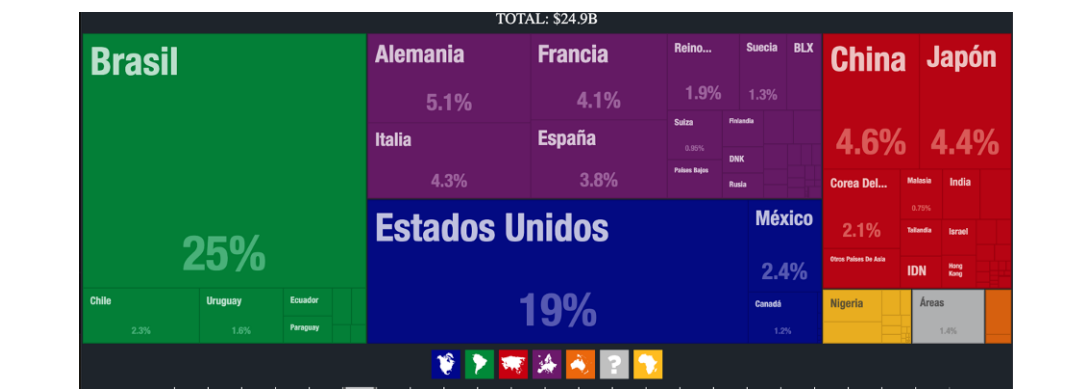 TOTAL: $24.9B
Brasil
25%
Chile
2.3%
Uruguay
1.6%
Ecuador
Paraguay
Alemania
5.1%
Francia
4.1%
Italia
4.3%
España
3.8%
Reino...
1.9%
Suecia
1.3%
BLX
Suiza
0.95%
Países Bajos
Finlandia
DNK
Rusia
Estados Unidos
19%
México
2.4%
Canadá
1.2%
China
4.6%
Japón
4.4%
Corea Del...
2.1%
Otros Países De Asia
Malasia
0.75%
Tailandia
IDN
India
Israel
Hong
Kong
Nigeria
Áreas
1.4%
?